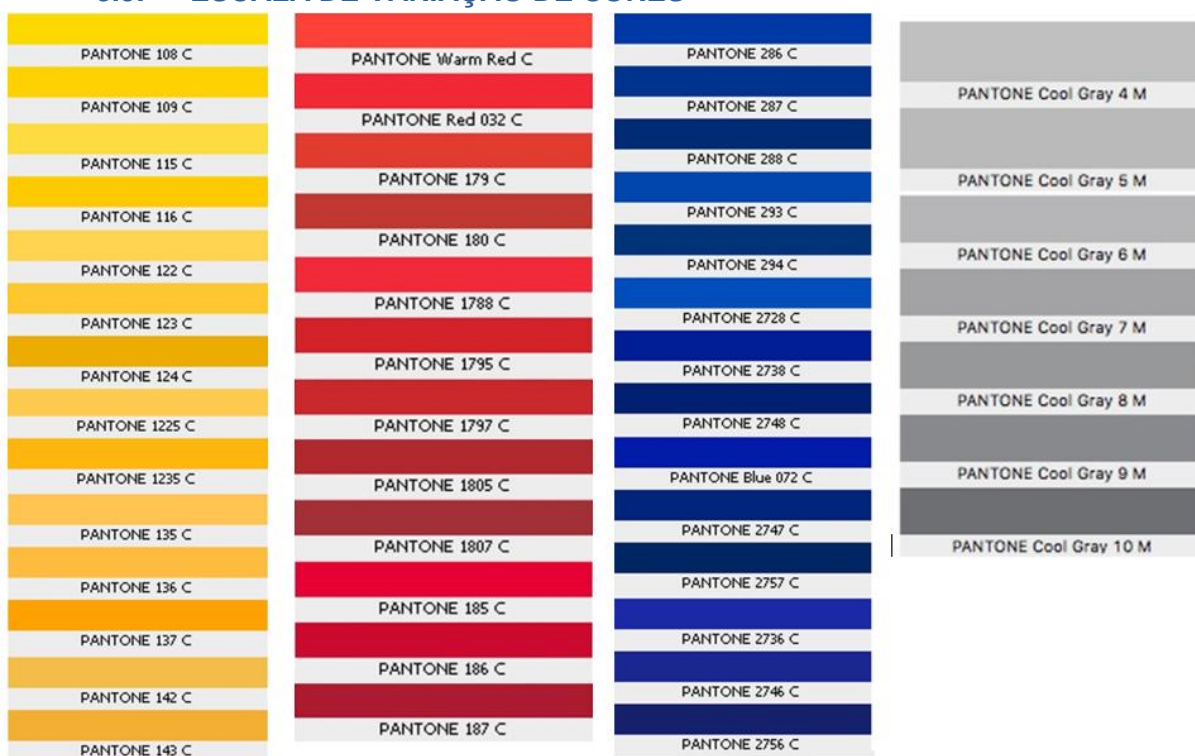 ESCALA DE VARIAÇÃO DE CORES
PANTONE 108 C
PANTONE 109 C
PANTONE 115 C
PANTONE 116 C
PANTONE 122 C
PANTONE 123 C
PANTONE 124 C
PANTONE 1225 C
PANTONE 1235 C
PANTONE 135 C
PANTONE 136 C
PANTONE 137 C
PANTONE 142 C
PANTONE 143 C
PANTONE Warm Red C
PANTONE Red 032 C
PANTONE 179 C
PANTONE 180 C
PANTONE 1788 C
PANTONE 1795 C
PANTONE 1797 C
PANTONE 1805 C
PANTONE 1807 C
PANTONE 185 C
PANTONE 186 C
PANTONE 187 C
PANTONE 286 C
PANTONE 287 C
PANTONE 288 C
PANTONE 293 C
PANTONE 294 C
PANTONE 2728 C
PANTONE 2738 C
PANTONE 2748 C
PANTONE Blue 072 C
PANTONE 2747 C
PANTONE 2757 C
PANTONE 2736 C
PANTONE 2746 C
PANTONE 2756 C
PANTONE Cool Gray 4 M
PANTONE Cool Gray 5 M
PANTONE Cool Gray 6 M
PANTONE Cool Gray 7 M
PANTONE Cool Gray 8 M
PANTONE Cool Gray 9 M
PANTONE Cool Gray 10 M